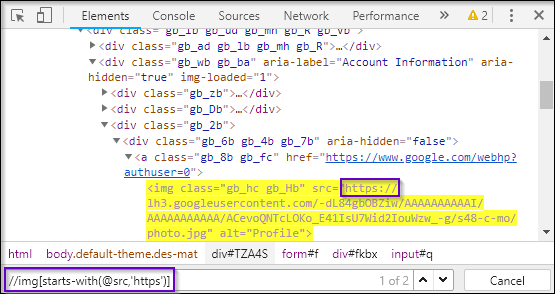 Elements Console Sources Network Performance » 2
<div class="gb_lb gb_ud gb_mh gb_R gb_vb">
▶<div class="gb_ad gb_lb gb_mh gb_R">…</div>
▼<div class="gb_wb gb_ba" aria-label="Account Information" aria-
hidden="true" img-loaded="1">
▶<div class="gb_zb">…</div>
▶<div class="gb_Db">…</div>
▼<div class="gb_2b">
▼<div class="gb_6b gb_4b gb_7b" aria-hidden="false">
▼<a class="gb_8b gb_fc" href="https://www.google.com/webhp?
authuser=0">
<img class="gb_hc gb_Hb" src="https://
lh3.googleusercontent.com/-dL84gbOBZiw/AAAAAAAAAAI/
AAAAAAAAAAA/ACevoQNTcLOKo_E41IsU7Wid2IouWzw_-g/s48-c-mo/
photo.jpg" alt="Profile">
html body.default-theme.des-mat div#TZA4S form#f div#fkbx input#q
//img[starts-with(@src,'https')] 1 of 2 Cancel